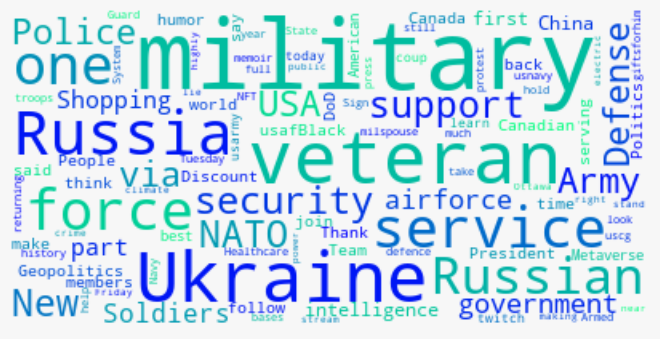 Guard
Police
humor
say
year
State
American
Canada
still
first
China
military
electric
one
System
highly
memoir
full
today
public
press
coup
protest
back
usnavy
hold
Defense
Politics
giftsforhim
troops
Shopping
lie
world
NFT
USA
DoD
Sign
support
Russia
usarmy
usafBlack
milspouse
learn
much
Canadian
serving
People
Tuesday
veteran
said
think
via
Discount
climate
take
Ottawa
Army
returning
force
security
airforce
time
right
stand
crime
best
NATO
join
Thank
service
look
uscg
make
history
part
Healthcare
power
Team
defence
President
Metaverse
Geopolitics
members
Navy
Ukraine
Russian
New
help
Friday
Soldiers
follow
bases
intelligence
stream
government
twitch
making
Armed
near